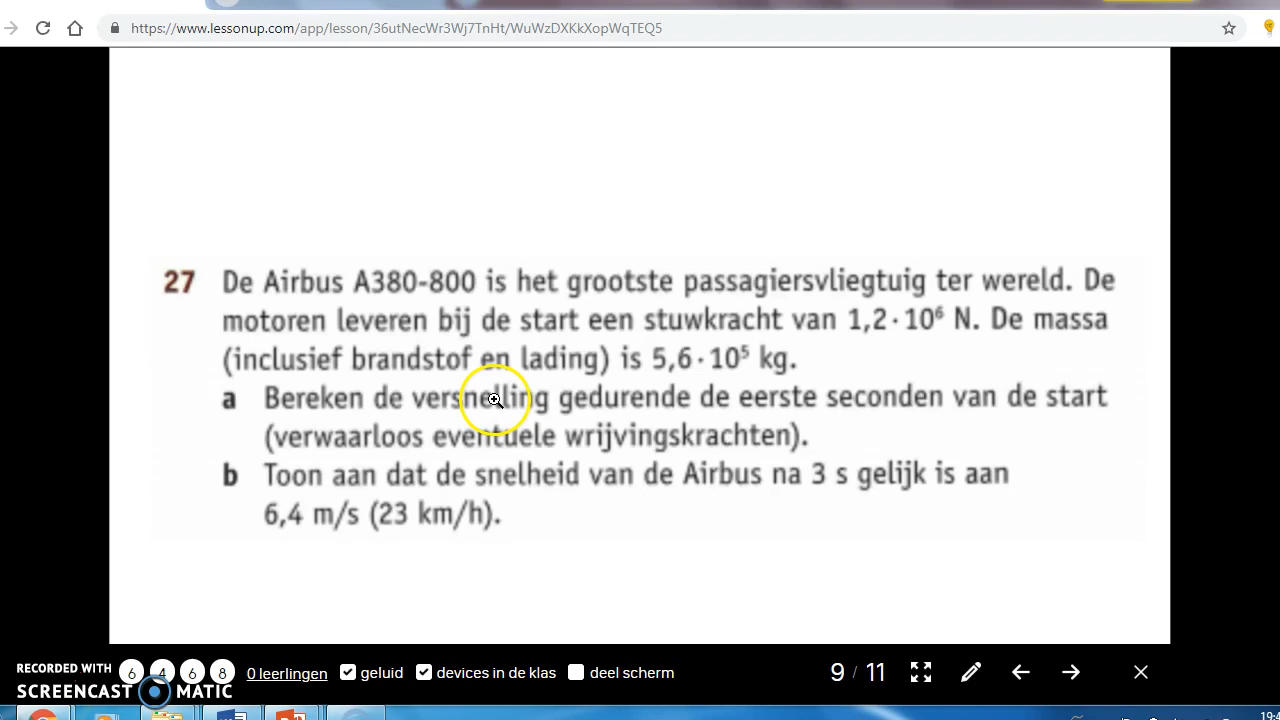 https://www.lessonup.com/app/lesson/36utNecWr3Wj7TnHt/WuWzDXKkXopWqTEQ5
27 De Airbus A380-800 is het grootste passagiersvliegtuig ter wereld. De
motoren leveren bij de start een stuwkracht van 1,2·10⁶ N. De massa
(inclusief brandstof en lading) is 5,6·10⁵ kg.
a Bereken de versnelling gedurende de eerste seconden van de start
(verwaarloos eventuele wrijvingskrachten).
b Toon aan dat de snelheid van de Airbus na 3 s gelijk is aan
6,4 m/s (23 km/h).
RECORDED WITH
SCREENCAST MATIC
6 4 6 8 0 leerlingen geluid devices in de klas deel scherm 9 / 11